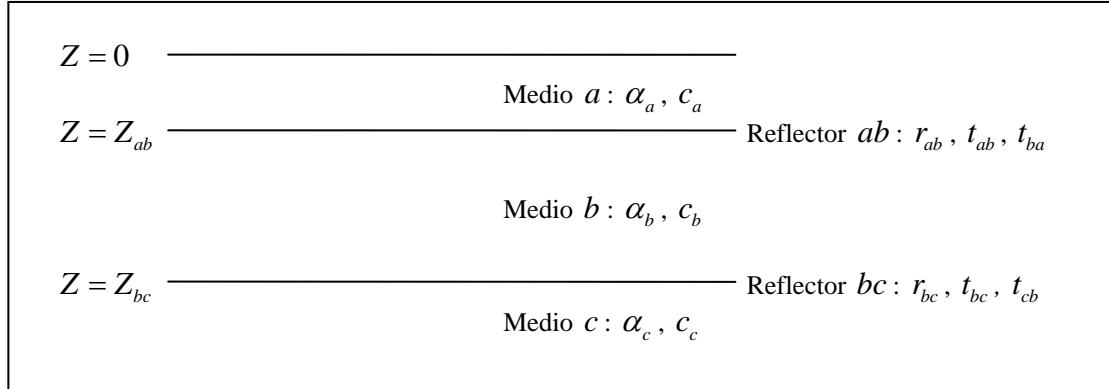 Z = 0
Medio a : α_a , c_a
Z = Z_ab
Reflector ab : r_ab , t_ab , t_ba
Medio b : α_b , c_b
Z = Z_bc
Reflector bc : r_bc , t_bc , t_cb
Medio c : α_c , c_c